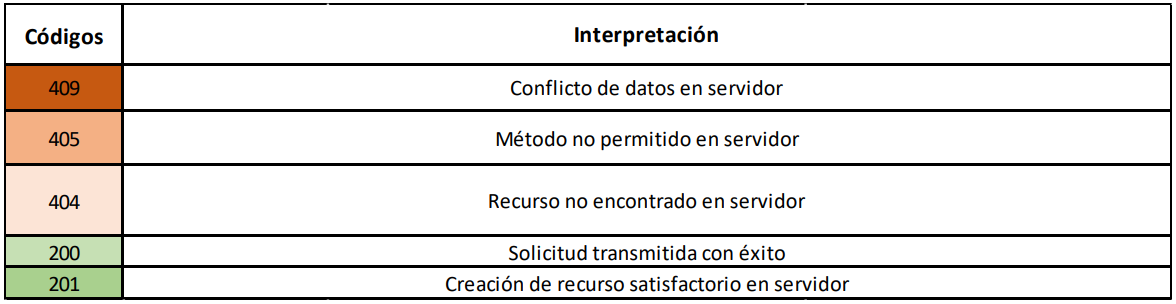 Códigos Interpretación
409 Conflicto de datos en servidor
405 Método no permitido en servidor
404 Recurso no encontrado en servidor
200 Solicitud transmitida con éxito
201 Creación de recurso satisfactorio en servidor